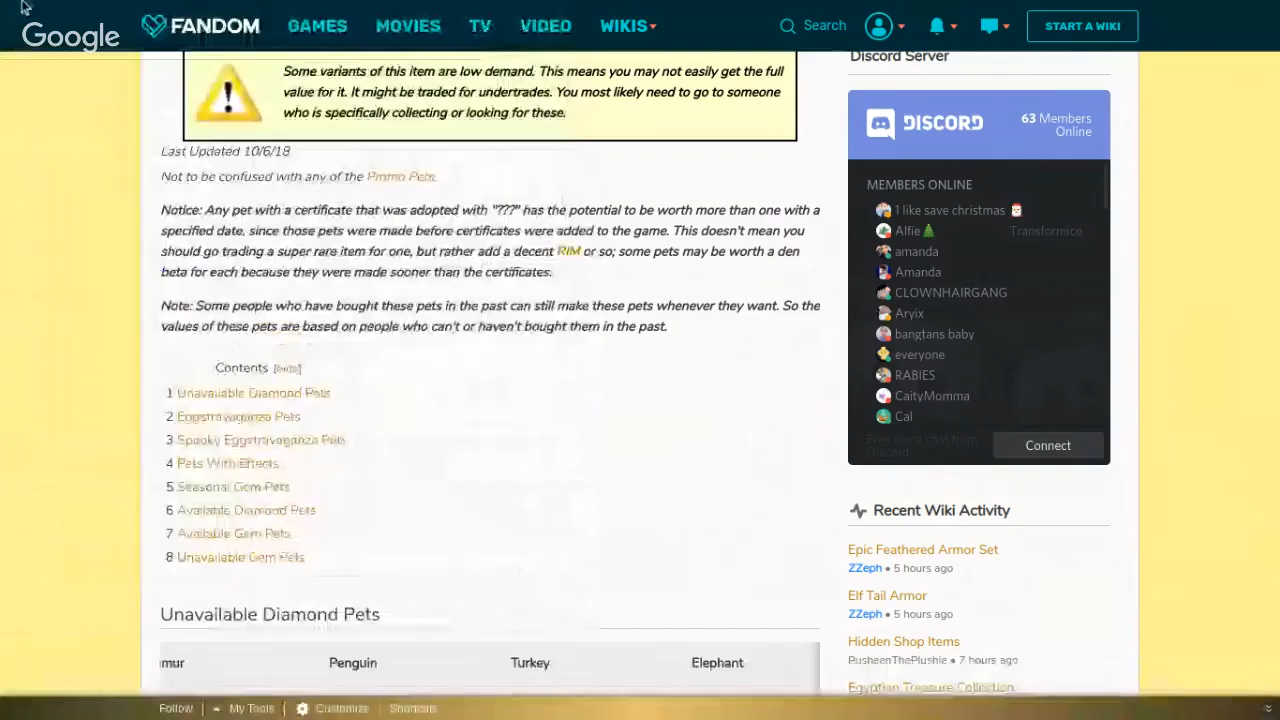 Google
FANDOM GAMES MOVIES TV VIDEO WIKIS Search START A WIKI
Some variants of this item are low demand. This means you may not easily get the full
value for it. It might be traded for undertrades. You most likely need to go to someone
who is specifically collecting or looking for these.
Last Updated 10/6/18
Not to be confused with any of the Promo Pets.
Notice: Any pet with a certificate that was adopted with "???" has the potential to be worth more than one with a
specified date, since those pets were made before certificates were added to the game. This doesn't mean you
should go trading a super rare item for one, but rather add a decent RIM or so; some pets may be worth a den
beta for each because they were made sooner than the certificates.
Note: Some people who have bought these pets in the past can still make these pets whenever they want. So the
values of these pets are based on people who can't or haven't bought them in the past.
Contents [hide]
1 Unavailable Diamond Pets
2 Eggstravaganza Pets
3 Spooky Eggstravaganza Pets
4 Pets With Effects
5 Seasonal Gem Pets
6 Available Diamond Pets
7 Available Gem Pets
8 Unavailable Gem Pets
Unavailable Diamond Pets
mur Penguin Turkey Elephant
Discord Server
DISCORD 63 Members
Online
MEMBERS ONLINE
I like save christmas
Alfie Transformice
amanda
Amanda
CLOWNHAIRGANG
Aryix
bangtans baby
everyone
RABIES
CaityMomma
Cal
Free voice chat from
Discord
Connect
Recent Wiki Activity
Epic Feathered Armor Set
ZZeph • 5 hours ago
Elf Tail Armor
ZZeph • 5 hours ago
Hidden Shop Items
PusheenThePlushie • 7 hours ago
Egyptian Treasure Collection
Follow My Tools Customize Shortcuts